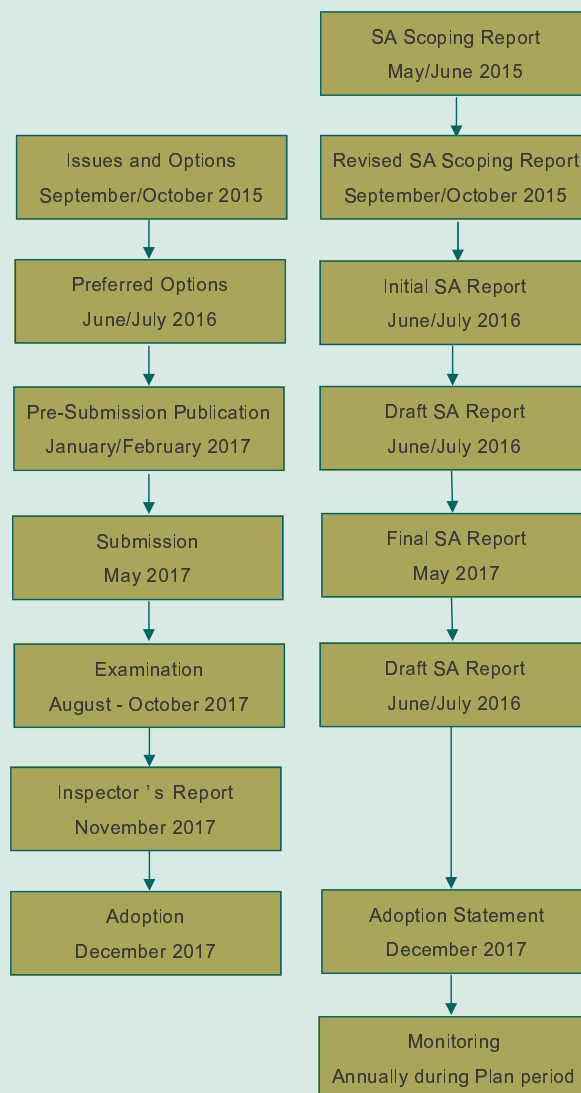 SA Scoping Report
May/June 2015
Issues and Options
September/October 2015
Revised SA Scoping Report
September/October 2015
Preferred Options
June/July 2016
Initial SA Report
June/July 2016
Pre-Submission Publication
January/February 2017
Draft SA Report
June/July 2016
Submission
May 2017
Final SA Report
May 2017
Examination
August - October 2017
Draft SA Report
June/July 2016
Inspector ’ s Report
November 2017
Adoption
December 2017
Adoption Statement
December 2017
Monitoring
Annually during Plan period